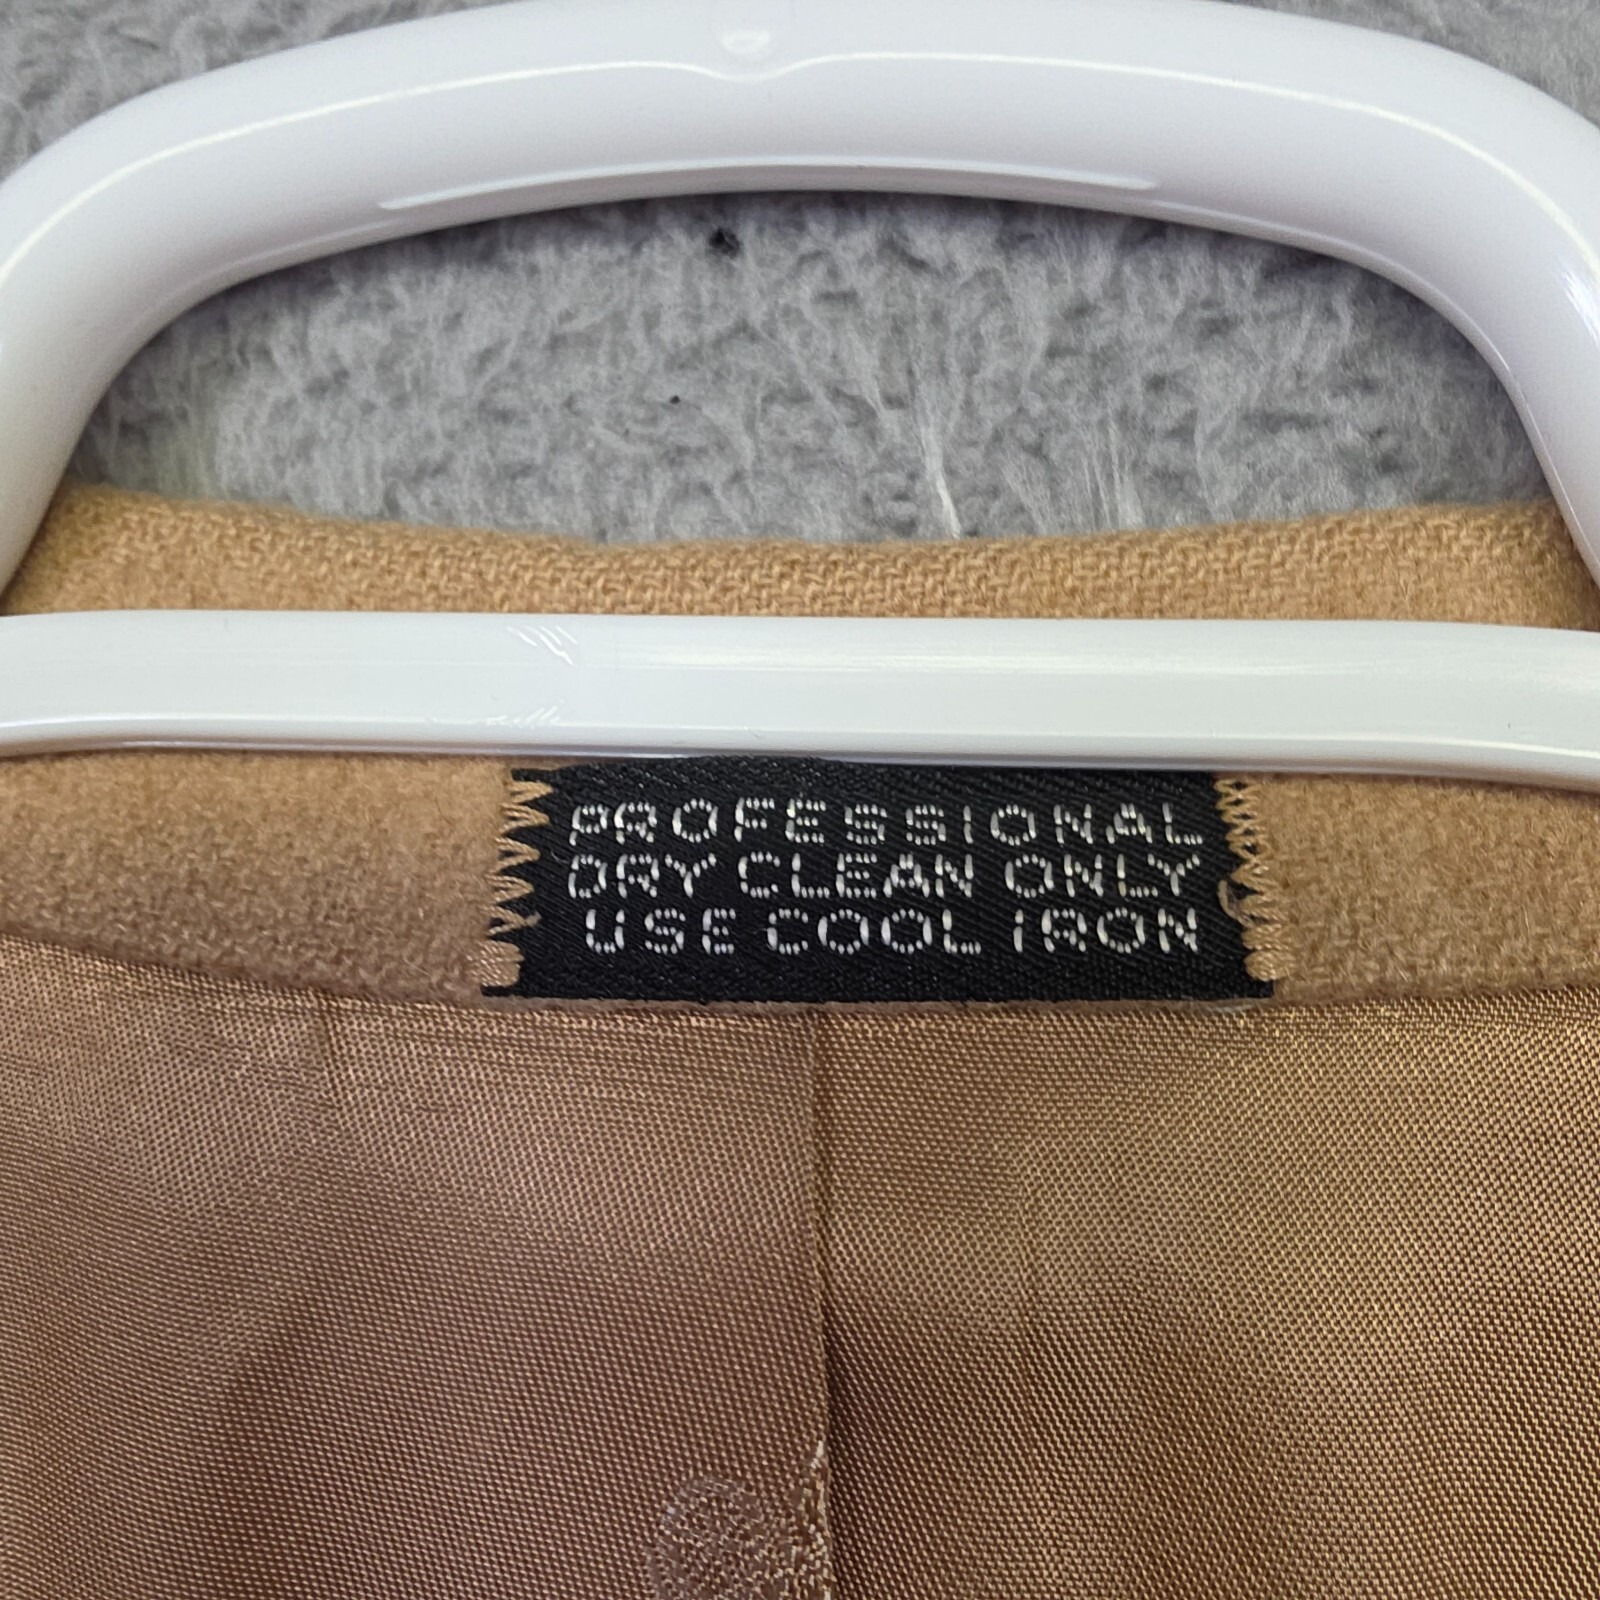 PROFESSIONAL
DRY CLEAN ONLY
USE COOL IRON